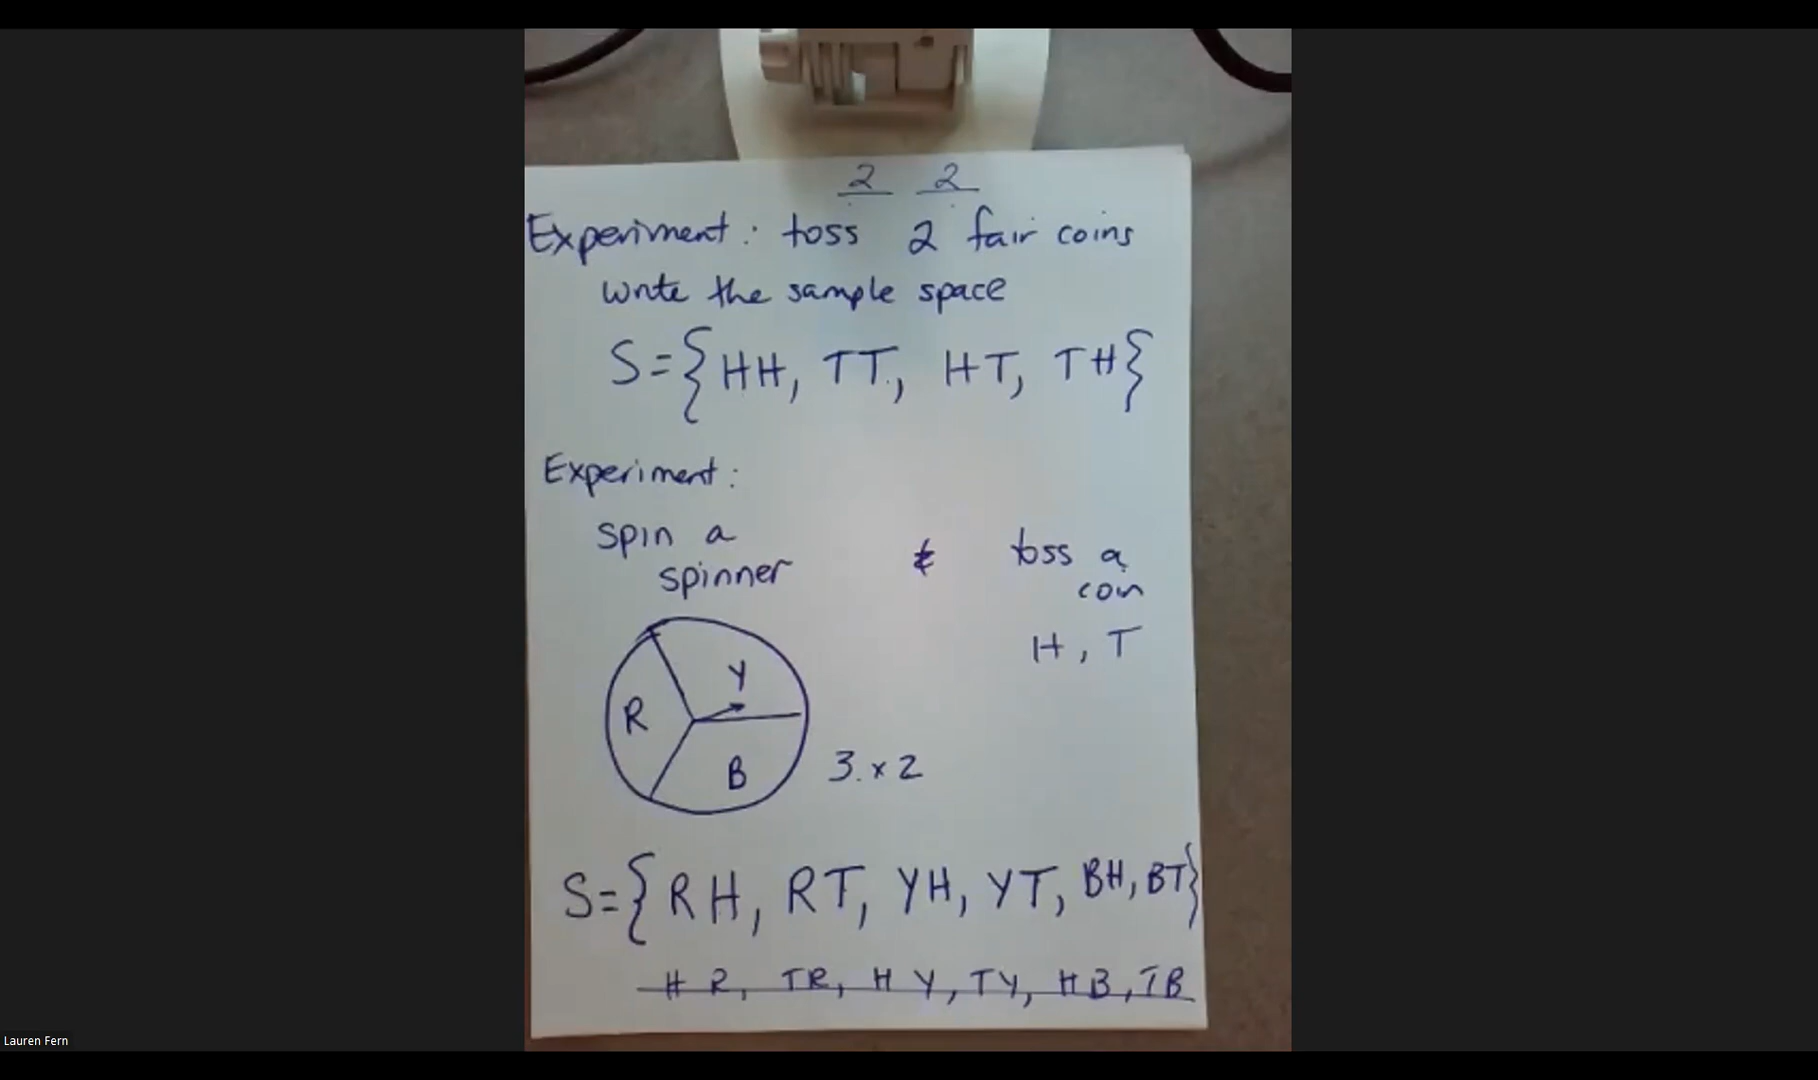 2 2
Experiment: toss 2 fair coins
write the sample space
S={HH, TT, HT, TH}
Experiment:
spin a
spinner
& toss a
coin
H, T
Y
R
B
3 x 2
S={RH, RT, YH, YT, BH, BT}
HR, TR, HY, TY, HB, TB
Lauren Fern